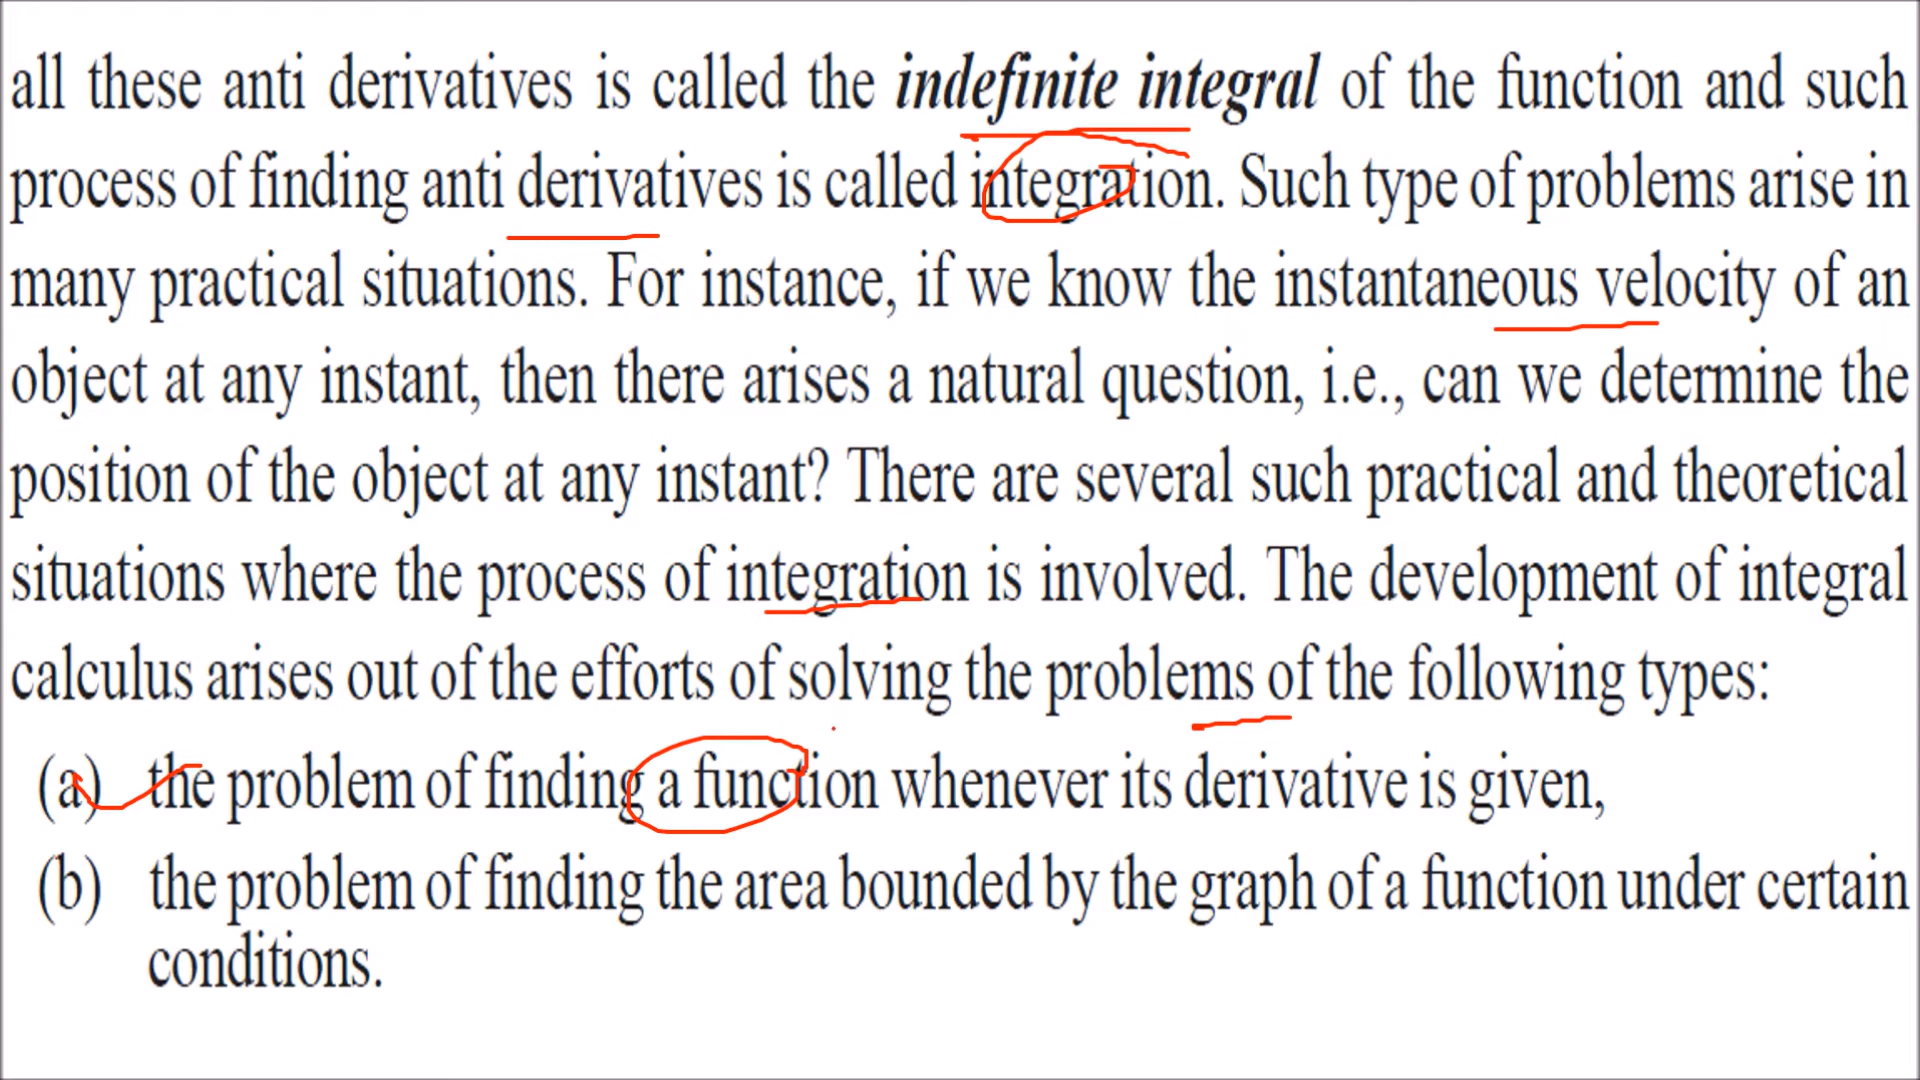 all these anti derivatives is called the indefinite integral of the function and such
process of finding anti derivatives is called integration. Such type of problems arise in
many practical situations. For instance, if we know the instantaneous velocity of an
object at any instant, then there arises a natural question, i.e., can we determine the
position of the object at any instant? There are several such practical and theoretical
situations where the process of integration is involved. The development of integral
calculus arises out of the efforts of solving the problems of the following types:
(a) the problem of finding a function whenever its derivative is given,
(b) the problem of finding the area bounded by the graph of a function under certain
conditions.